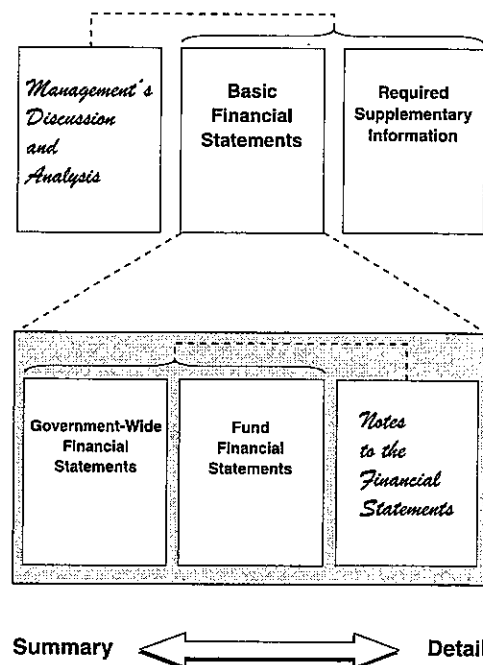 Management's
Discussion
and
Analysis
Basic
Financial
Statements
Required
Supplementary
Information
Government-Wide
Financial
Statements
Fund
Financial
Statements
Notes
to the
Financial
Statements
Summary
Detail